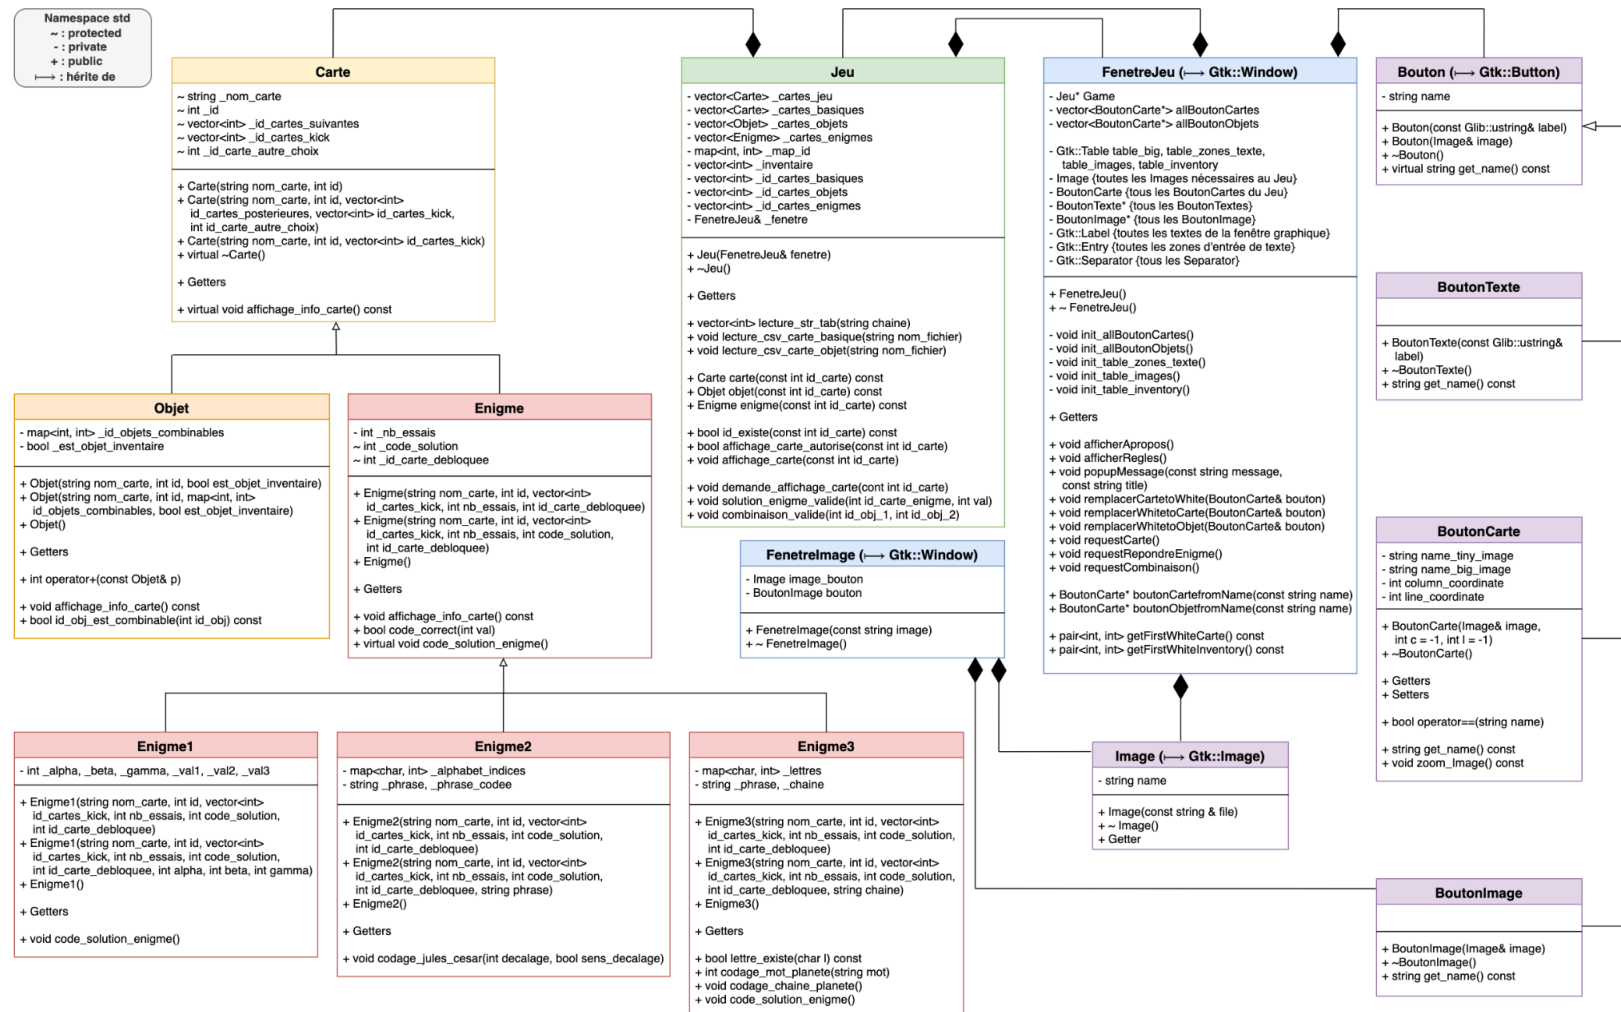 Namespace std
~ : protected
- : private
+ : public
⟼ : hérite de
Carte
~ string _nom_carte
~ int _id
~ vector<int> _id_cartes_suivantes
~ vector<int> _id_cartes_kick
~ int _id_carte_autre_choix
+ Carte(string nom_carte, int id)
+ Carte(string nom_carte, int id, vector<int>
id_cartes_posterieures, vector<int> id_cartes_kick,
int id_carte_autre_choix)
+ Carte(string nom_carte, int id, vector<int> id_cartes_kick)
+ virtual ~Carte()
+ Getters
+ virtual void affichage_info_carte() const
Jeu
- vector<Carte> _cartes_jeu
- vector<Carte> _cartes_basiques
- vector<Objet> _cartes_objets
- vector<Enigme> _cartes_enigmes
- map<int, int> _map_id
- vector<int> _inventaire
- vector<int> _id_cartes_basiques
- vector<int> _id_cartes_objets
- vector<int> _id_cartes_enigmes
- FenetreJeu& _fenetre
+ Jeu(FenetreJeu& fenetre)
+ ~Jeu()
+ Getters
+ vector<int> lecture_str_tab(string chaine)
+ void lecture_csv_carte_basique(string nom_fichier)
+ void lecture_csv_carte_objet(string nom_fichier)
+ Carte carte(const int id_carte) const
+ Objet objet(const int id_carte) const
+ Enigme enigme(const int id_carte) const
+ bool id_existe(const int id_carte) const
+ bool affichage_carte_autorise(const int id_carte)
+ void affichage_carte(const int id_carte)
+ void demande_affichage_carte(cont int id_carte)
+ void solution_enigme_valide(int id_carte_enigme, int val)
+ void combinaison_valide(int id_obj_1, int id_obj_2)
FenetreJeu (⟼ Gtk::Window)
- Jeu* Game
- vector<BoutonCarte*> allBoutonCartes
- vector<BoutonCarte*> allBoutonObjets
- Gtk::Table table_big, table_zones_texte,
table_images, table_inventory
- Image {toutes les Images nécessaires au Jeu}
- BoutonCarte {tous les BoutonCartes du Jeu}
- BoutonTexte* {tous les BoutonTextes}
- BoutonImage* {tous les BoutonImage}
- Gtk::Label {toutes les textes de la fenêtre graphique}
- Gtk::Entry {toutes les zones d'entrée de texte}
- Gtk::Separator {tous les Separator}
+ FenetreJeu()
+ ~ FenetreJeu()
- void init_allBoutonCartes()
- void init_allBoutonObjets()
- void init_table_zones_texte()
- void init_table_images()
- void init_table_inventory()
+ Getters
+ void afficherApropos()
+ void afficherRegles()
+ void popupMessage(const string message,
const string title)
+ void remplacerCartetoWhite(BoutonCarte& bouton)
+ void remplacerWhitetoCarte(BoutonCarte& bouton)
+ void remplacerWhitetoObjet(BoutonCarte& bouton)
+ void requestCarte()
+ void requestRepondreEnigme()
+ void requestCombinaison()
+ BoutonCarte* boutonCartefromName(const string name)
+ BoutonCarte* boutonObjetfromName(const string name)
+ pair<int, int> getFirstWhiteCarte() const
+ pair<int, int> getFirstWhiteInventory() const
Bouton (⟼ Gtk::Button)
- string name
+ Bouton(const Glib::ustring& label)
+ Bouton(Image& image)
+ ~Bouton()
+ virtual string get_name() const
BoutonTexte
+ BoutonTexte(const Glib::ustring&
label)
+ ~BoutonTexte()
+ string get_name() const
Objet
- map<int, int> _id_objets_combinables
- bool _est_objet_inventaire
+ Objet(string nom_carte, int id, bool est_objet_inventaire)
+ Objet(string nom_carte, int id, map<int, int>
id_objets_combinables, bool est_objet_inventaire)
+ Objet()
+ Getters
+ int operator+(const Objet& p)
+ void affichage_info_carte() const
+ bool id_obj_est_combinable(int id_obj) const
Enigme
- int _nb_essais
~ int _code_solution
~ int _id_carte_debloquee
+ Enigme(string nom_carte, int id, vector<int>
id_cartes_kick, int nb_essais, int id_carte_debloquee)
+ Enigme(string nom_carte, int id, vector<int>
id_cartes_kick, int nb_essais, int code_solution,
int id_carte_debloquee)
+ Enigme()
+ Getters
+ void affichage_info_carte() const
+ bool code_correct(int val)
+ virtual void code_solution_enigme()
FenetreImage (⟼ Gtk::Window)
- Image image_bouton
- BoutonImage bouton
+ FenetreImage(const string image)
+ ~ FenetreImage()
BoutonCarte
- string name_tiny_image
- string name_big_image
- int column_coordinate
- int line_coordinate
+ BoutonCarte(Image& image,
int c = -1, int l = -1)
+ ~BoutonCarte()
+ Getters
+ Setters
+ bool operator==(string name)
+ string get_name() const
+ void zoom_Image() const
Enigme1
- int _alpha, _beta, _gamma, _val1, _val2, _val3
+ Enigme1(string nom_carte, int id, vector<int>
id_cartes_kick, int nb_essais, int code_solution,
int id_carte_debloquee)
+ Enigme1(string nom_carte, int id, vector<int>
id_cartes_kick, int nb_essais, int code_solution,
int id_carte_debloquee, int alpha, int beta, int gamma)
+ Enigme1()
+ Getters
+ void code_solution_enigme()
Enigme2
- map<char, int> _alphabet_indices
- string _phrase, _phrase_codee
+ Enigme2(string nom_carte, int id, vector<int>
id_cartes_kick, int nb_essais, int code_solution,
int id_carte_debloquee)
+ Enigme2(string nom_carte, int id, vector<int>
id_cartes_kick, int nb_essais, int code_solution,
int id_carte_debloquee, string phrase)
+ Enigme2()
+ Getters
+ void codage_jules_cesar(int decalage, bool sens_decalage)
Enigme3
- map<char, int> _lettres
- string _phrase, _chaine
+ Enigme3(string nom_carte, int id, vector<int>
id_cartes_kick, int nb_essais, int code_solution,
int id_carte_debloquee)
+ Enigme3(string nom_carte, int id, vector<int>
id_cartes_kick, int nb_essais, int code_solution,
int id_carte_debloquee, string chaine)
+ Enigme3()
+ Getters
+ bool lettre_existe(char l) const
+ int codage_mot_planete(string mot)
+ void codage_chaine_planete()
+ void code_solution_enigme()
Image (⟼ Gtk::Image)
- string name
+ Image(const string & file)
+ ~ Image()
+ Getter
BoutonImage
+ BoutonImage(Image& image)
+ ~BoutonImage()
+ string get_name() const